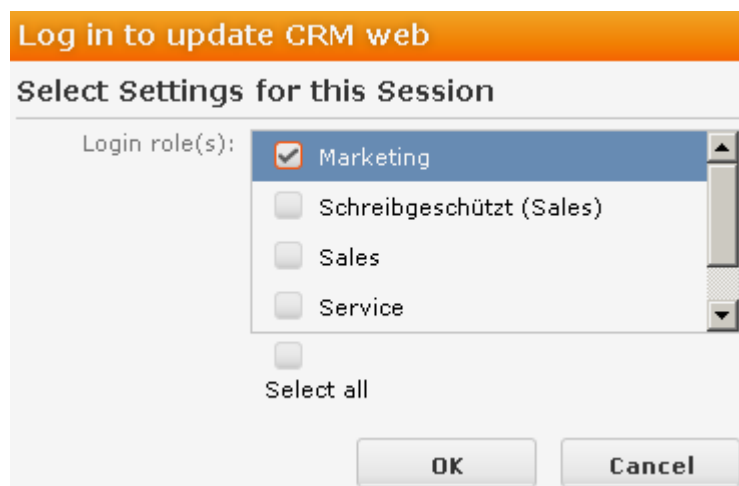 Log in to update CRM web
Select Settings for this Session
Login role(s):
Marketing
Schreibgeschützt (Sales)
Sales
Service
Select all
OK Cancel